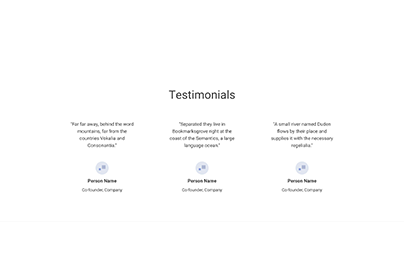 Testimonials
"Far far away, behind the word
mountains, far from the
countries Vokalia and
Consonantia."
"Separated they live in
Bookmarksgrove right at the
coast of the Semantics, a large
language ocean."
"A small river named Duden
flows by their place and
supplies it with the necessary
regelialia."
Person Name
Co-founder, Company
Person Name
Co-founder, Company
Person Name
Co-founder, Company